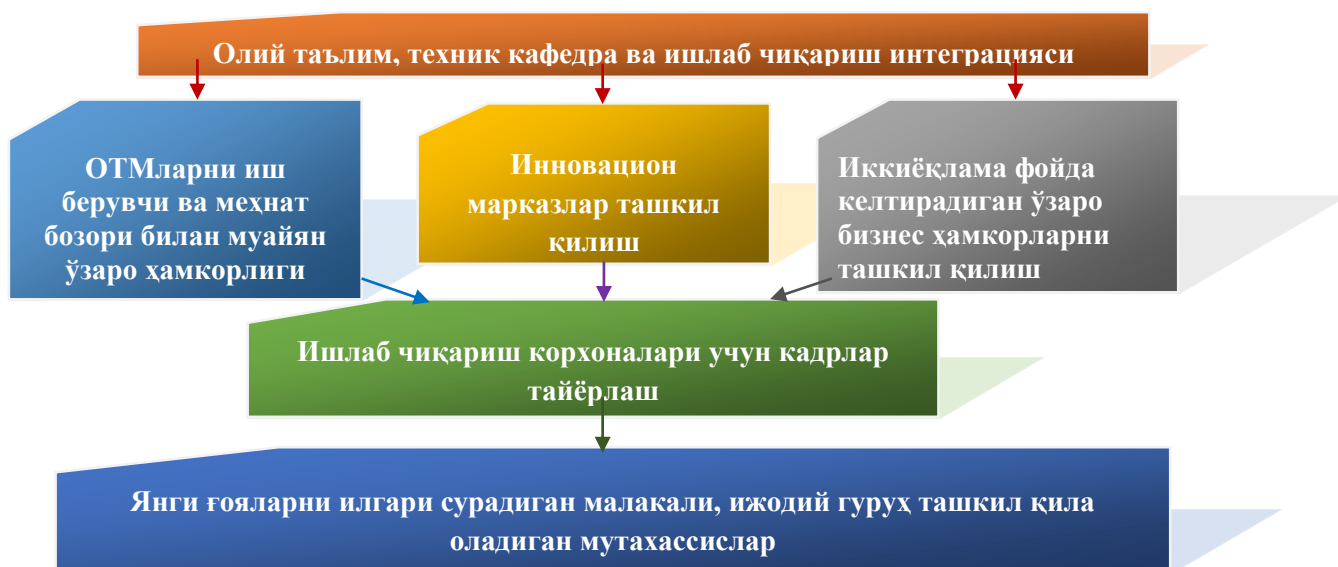 Олий таълим, техник кафедра ва ишлаб чиқариш интеграцияси
ОТМларни иш
берувчи ва меҳнат
бозори билан муайян
ўзаро ҳамкорлиги
Инновацион
марказлар ташкил
қилиш
Иккиёқлама фойда
келтирадиган ўзаро
бизнес ҳамкорларни
ташкил қилиш
Ишлаб чиқариш корхоналари учун кадрлар
тайёрлаш
Янги ғояларни илгари сурадиган малакали, ижодий гуруҳ ташкил қила
оладиган мутахассислар